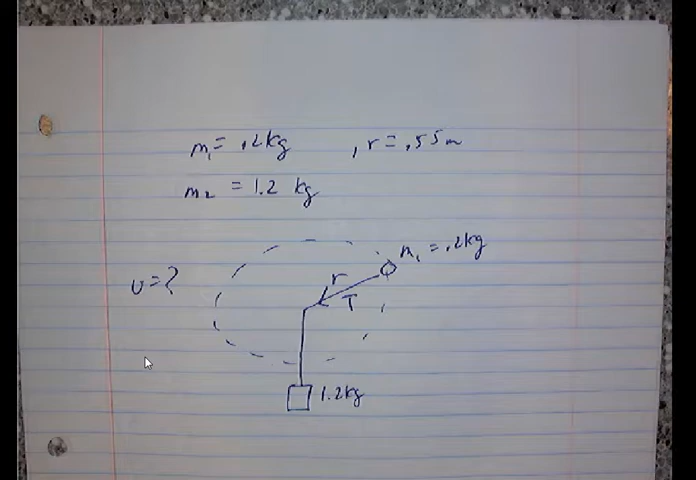 m₁ = .2kg , r = .55m
m₂ = 1.2 kg
m₁ = .2kg
v = ?
r
T
1.2kg